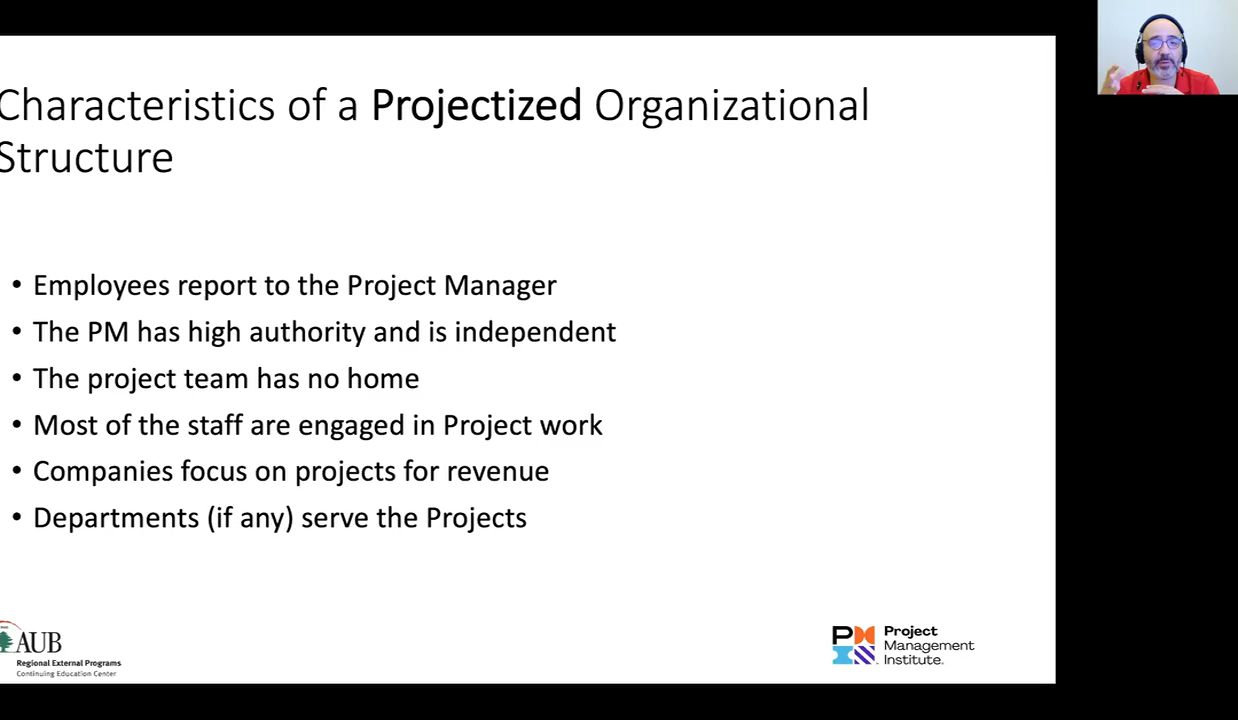 Characteristics of a Projectized Organizational
Structure
• Employees report to the Project Manager
• The PM has high authority and is independent
• The project team has no home
• Most of the staff are engaged in Project work
• Companies focus on projects for revenue
• Departments (if any) serve the Projects
AUB
Regional External Programs
Continuing Education Center
Project
Management
Institute.